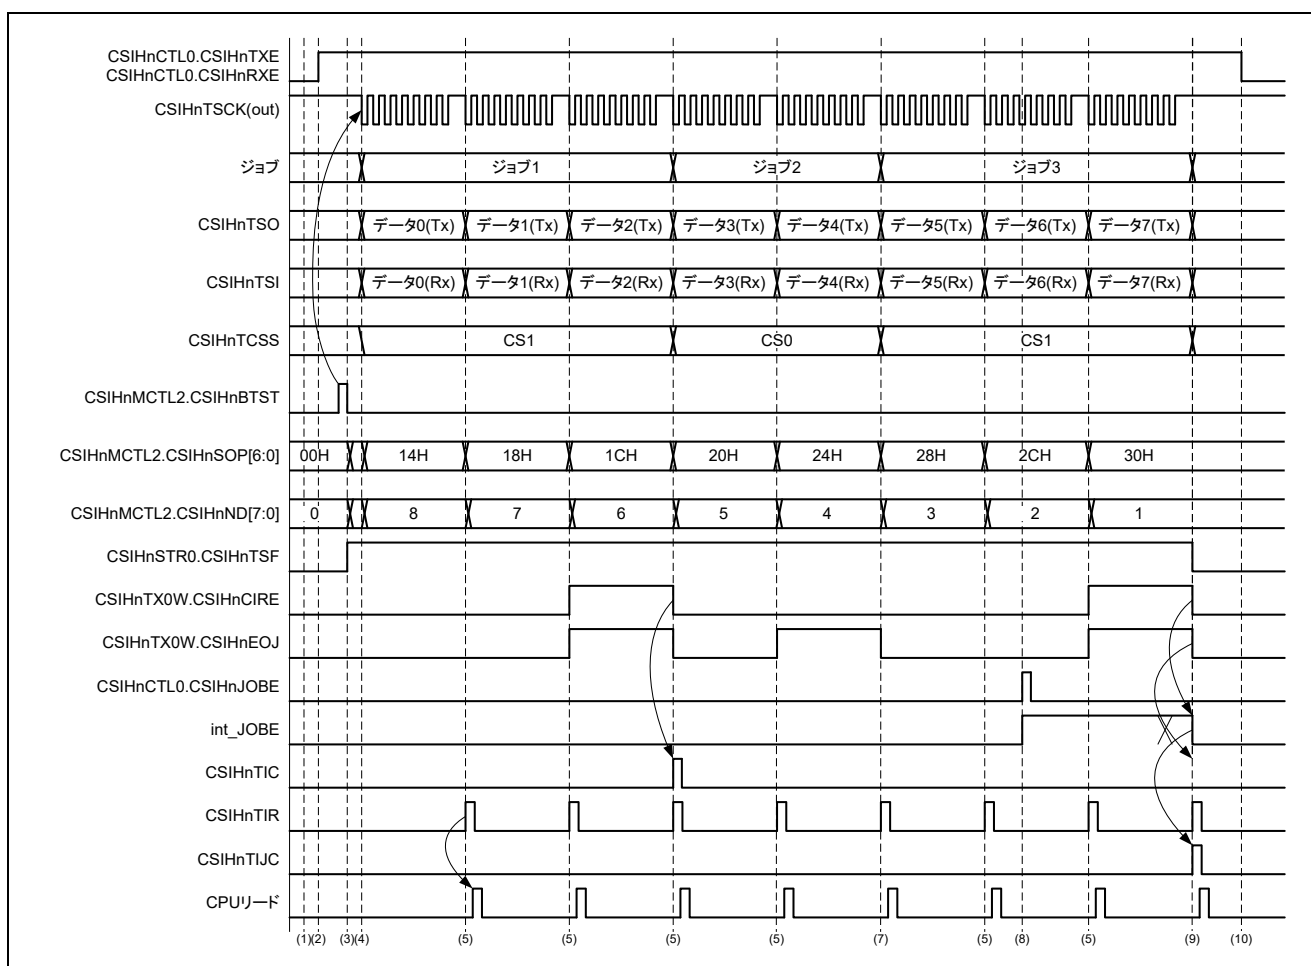 CSIHnCTL0.CSIHnTXE
CSIHnCTL0.CSIHnRXE
CSIHnTSCK(out)
ジョブ ジョブ1 ジョブ2 ジョブ3
CSIHnTSO データ0(Tx) データ1(Tx) データ2(Tx) データ3(Tx) データ4(Tx) データ5(Tx) データ6(Tx) データ7(Tx)
CSIHnTSI データ0(Rx) データ1(Rx) データ2(Rx) データ3(Rx) データ4(Rx) データ5(Rx) データ6(Rx) データ7(Rx)
CSIHnTCSS CS1 CS0 CS1
CSIHnMCTL2.CSIHnBTST
CSIHnMCTL2.CSIHnSOP[6:0] 00H 14H 18H 1CH 20H 24H 28H 2CH 30H
CSIHnMCTL2.CSIHnND[7:0] 0 8 7 6 5 4 3 2 1
CSIHnSTR0.CSIHnTSF
CSIHnTX0W.CSIHnCIRE
CSIHnTX0W.CSIHnEOJ
CSIHnCTL0.CSIHnJOBE
int_JOBE
CSIHnTIC
CSIHnTIR
CSIHnTIJC
CPUリード
(1)(2) (3)(4) (5) (5) (5) (5) (7) (5) (8) (5) (9) (10)